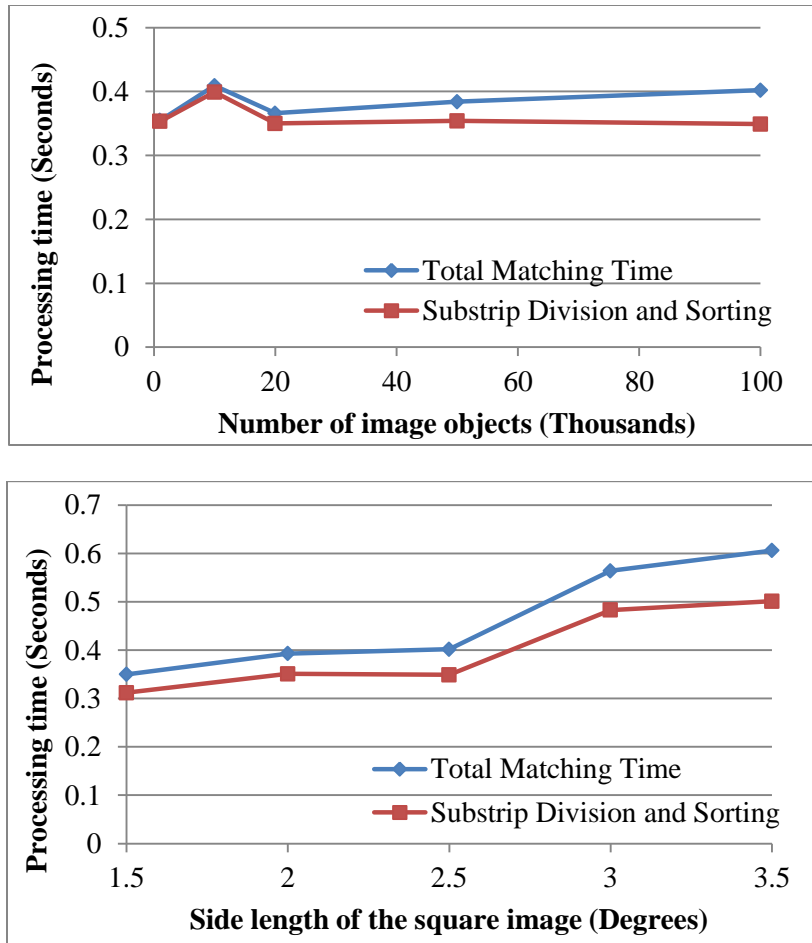 0.5
0.4
0.3
0.2
0.1
0
Processing time (Seconds)
Total Matching Time
Substrip Division and Sorting
0 20 40 60 80 100
Number of image objects (Thousands)
0.7
0.6
0.5
0.4
0.3
0.2
0.1
0
Processing time (Seconds)
Total Matching Time
Substrip Division and Sorting
1.5 2 2.5 3 3.5
Side length of the square image (Degrees)